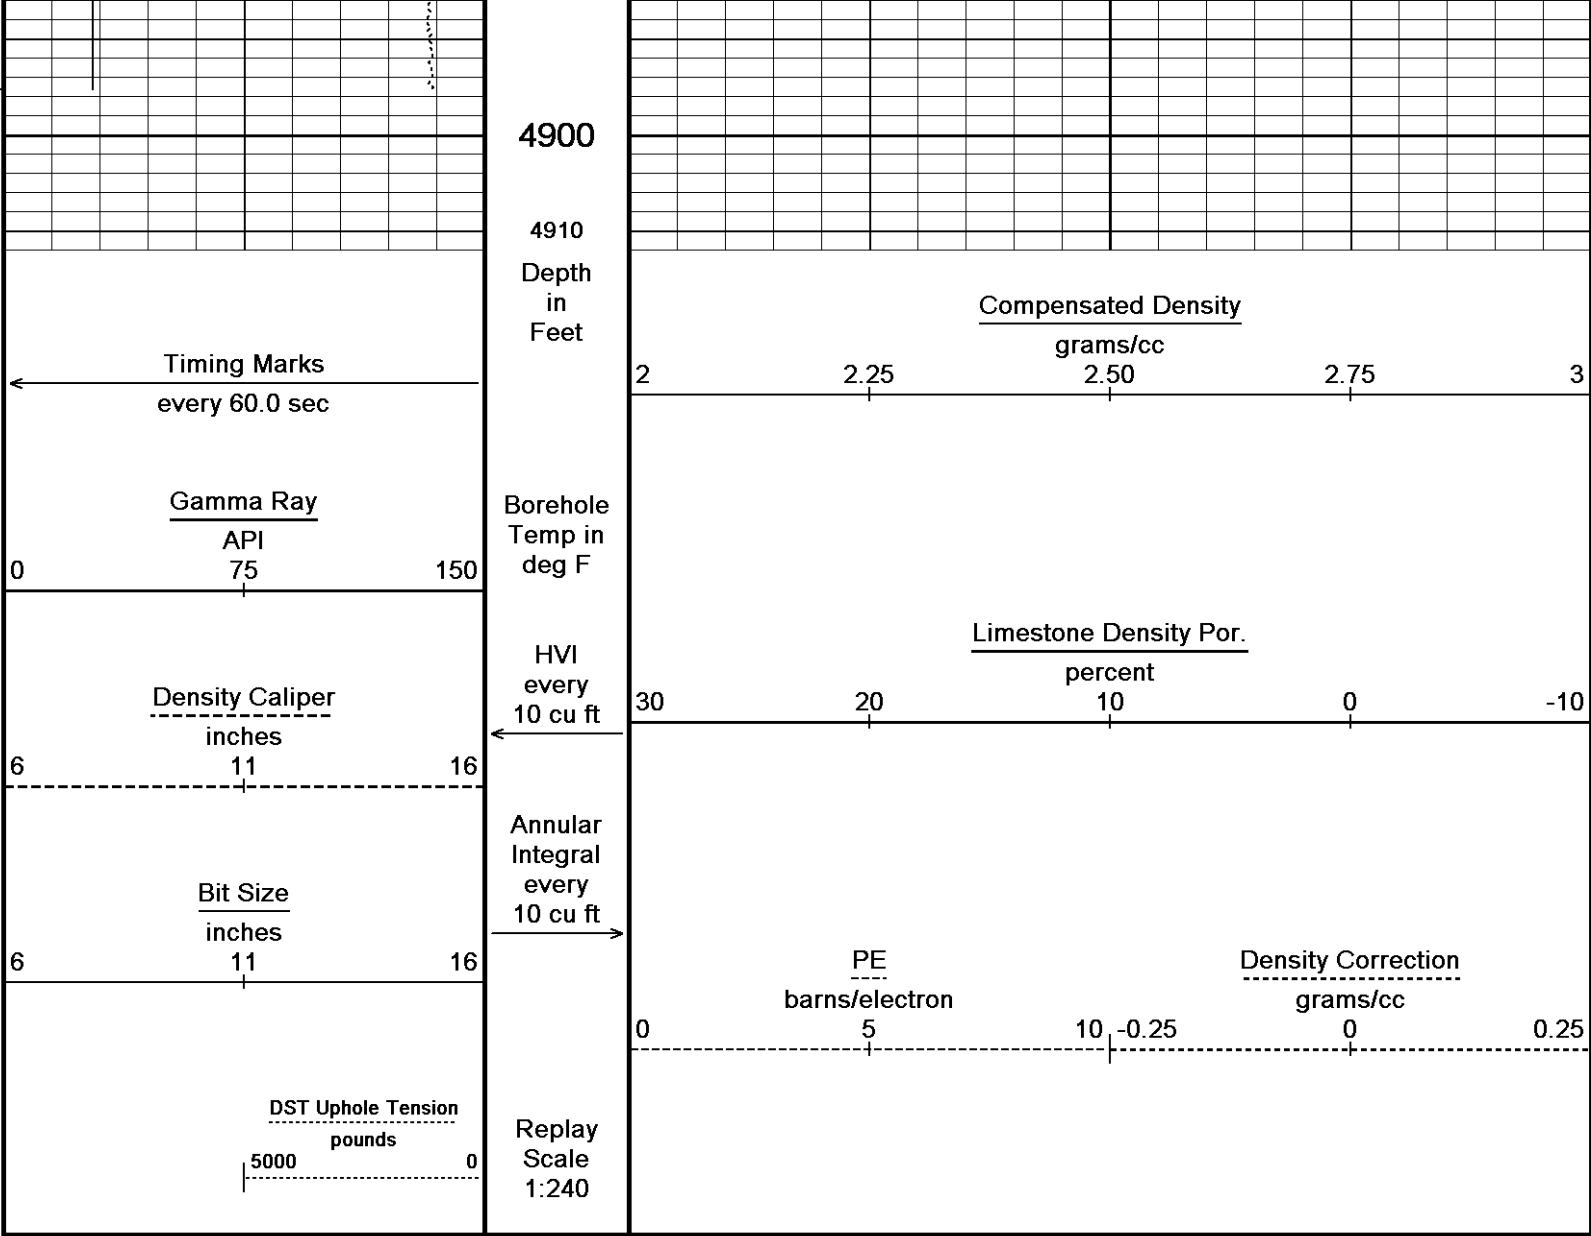 4900
4910
Depth
in
Feet
Compensated Density
grams/cc
2 2.25 2.50 2.75 3
Timing Marks
every 60.0 sec
Gamma Ray
API
0 75 150
Borehole
Temp in
deg F
Limestone Density Por.
percent
30 20 10 0 -10
HVI
every
10 cu ft
Density Caliper
inches
6 11 16
Annular
Integral
every
10 cu ft
Bit Size
inches
6 11 16
PE
barns/electron
0 5 10
Density Correction
grams/cc
-0.25 0 0.25
DST Uphole Tension
pounds
5000 0
Replay
Scale
1:240